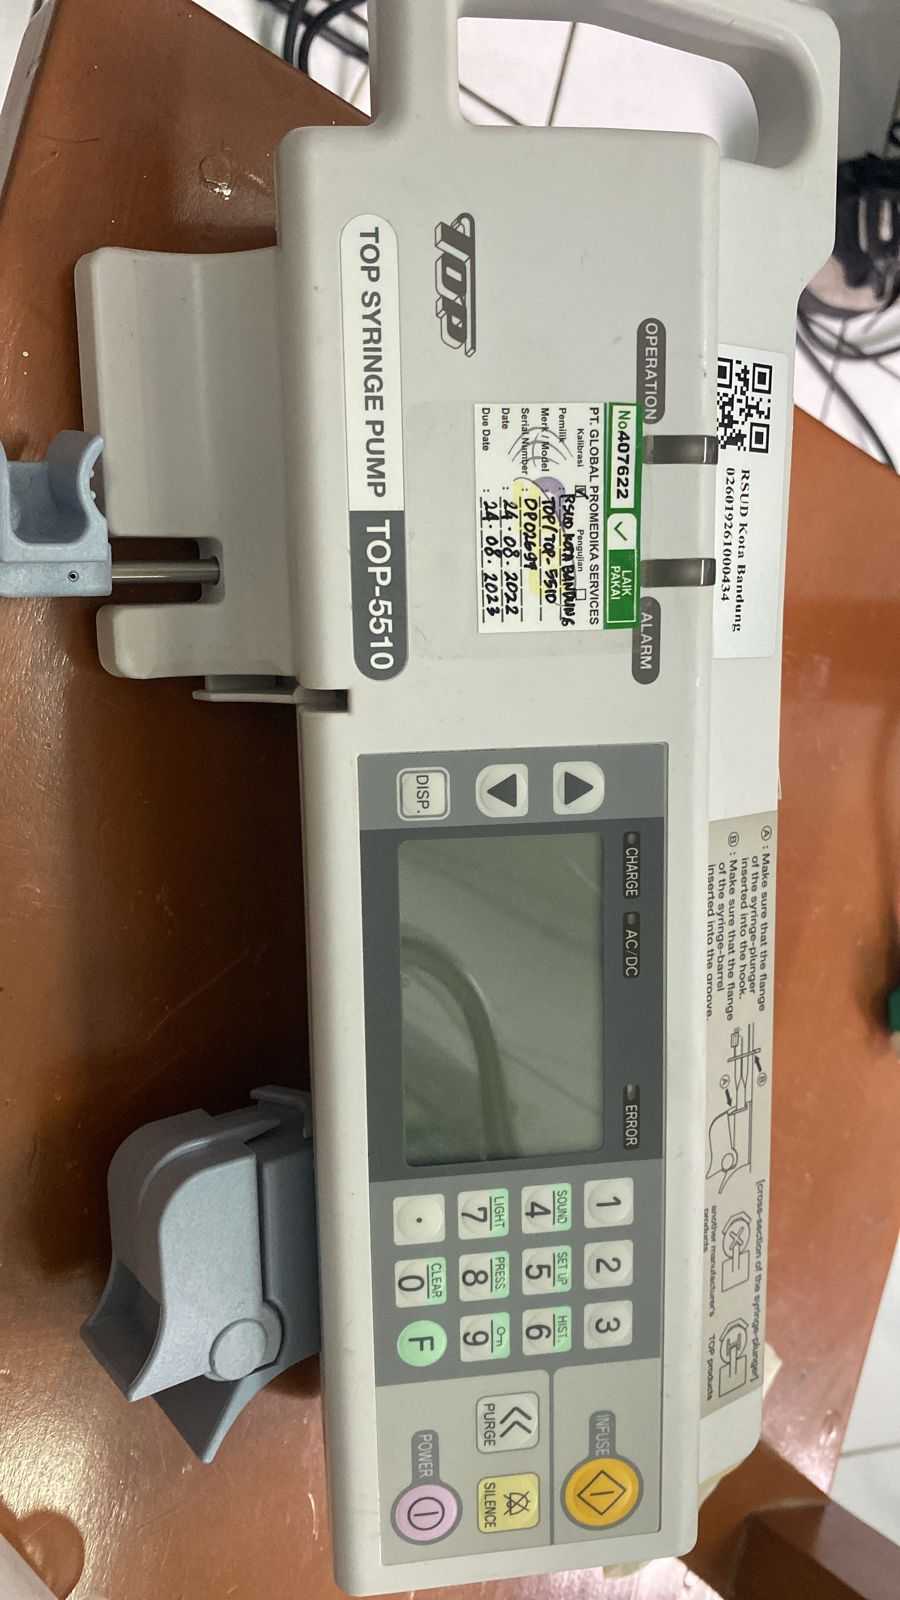 TOP
TOP SYRINGE PUMP TOP-5510
OPERATION
ALARM
No 407622 ✓ LAIK PAKAI
PT. GLOBAL PROMEDIKA SERVICES
Kalibrasi ☑ Pengujian ☐
Pemilik : RSUD KOTA BANDUNG
Merk / Model : TOP / TOP-5510
Serial Number :
Date : 24.08.2022
Due Date : 24.08.2023
RSUD Kota Bandung
026019261000434
Ⓐ : Make sure that the flange
of the syringe-plunger
inserted into the hook.
Ⓑ : Make sure that the flange
of the syringe-barrel
inserted into the groove.
Ⓑ
Ⓐ
[cross-section of the syringe-plunger]
another manufacturer's
products
TOP products
▲
▼
DISP.
CHARGE
AC/DC
ERROR
1 2 3
SOUND 4 SET UP 5 HIST. 6
LIGHT 7 PRESS 8 9
. CLEAR 0 F
INFUSE
PURGE
SILENCE
POWER